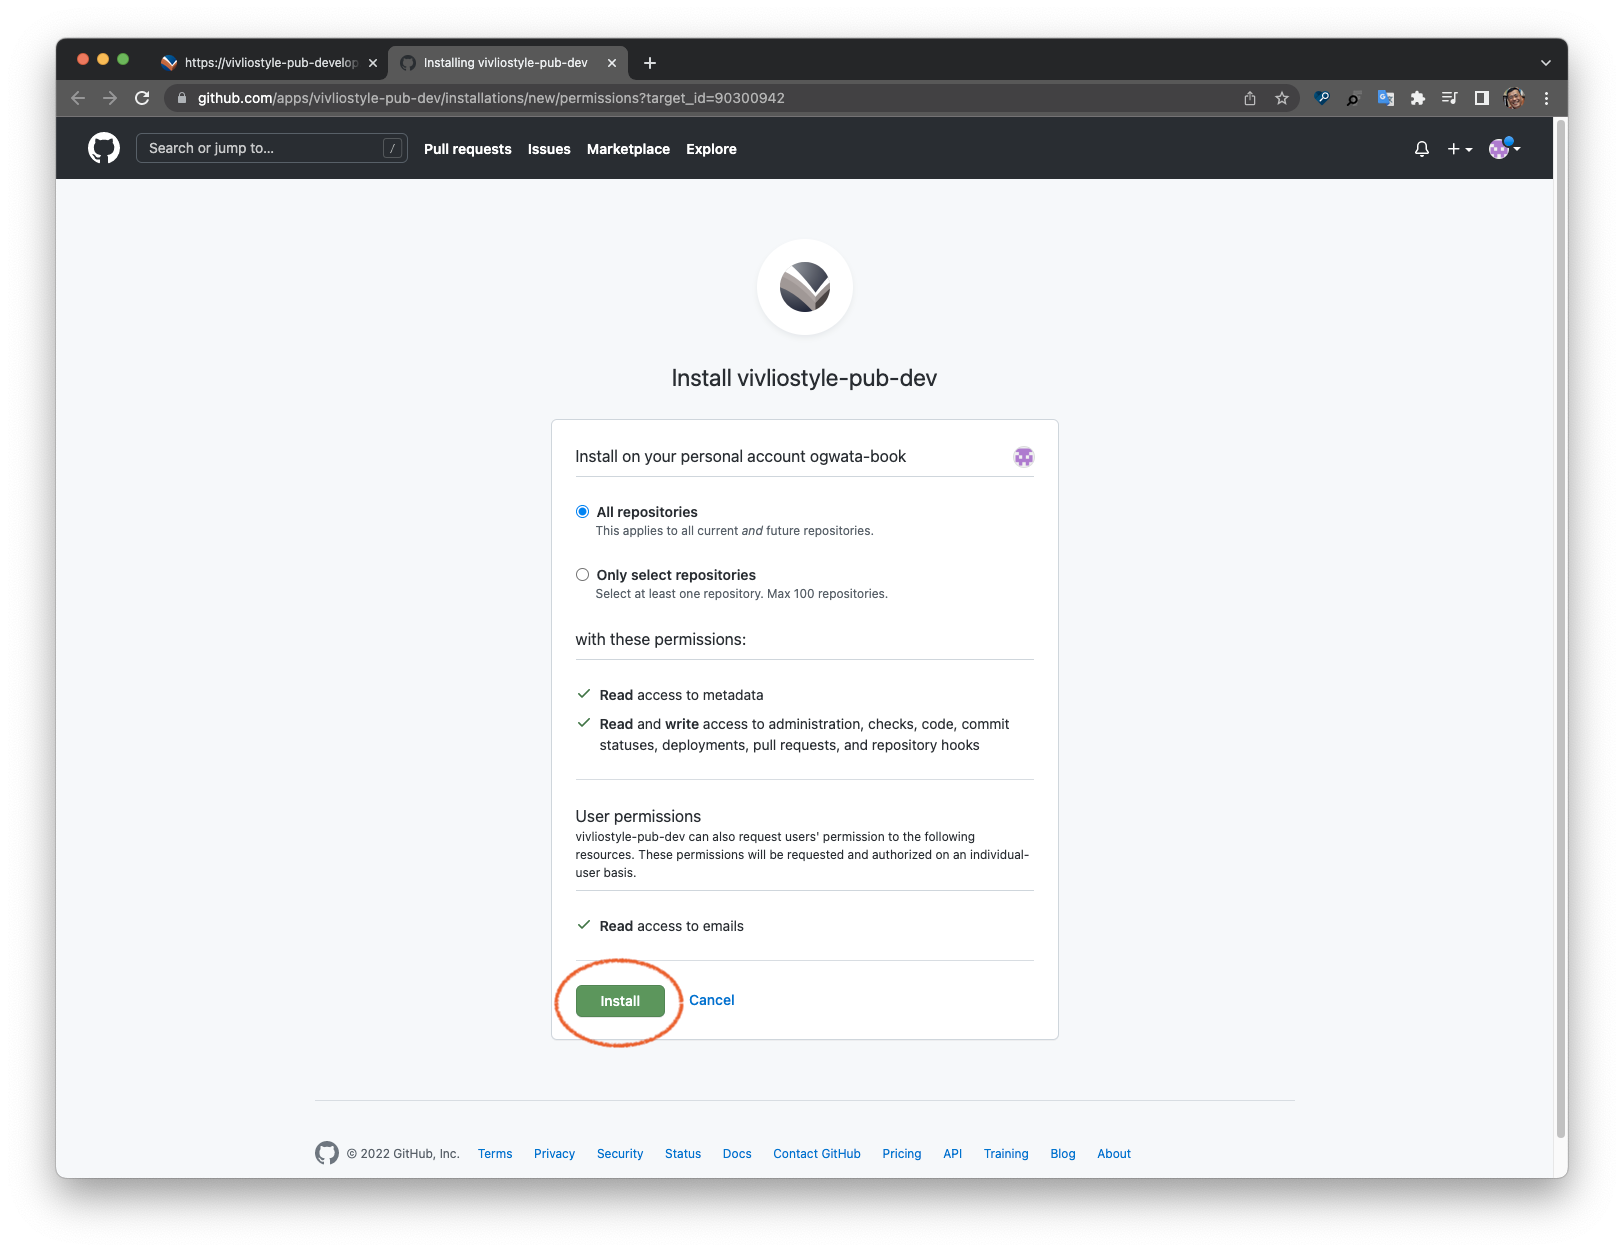 https://vivliostyle-pub-develop
Installing vivliostyle-pub-dev
github.com/apps/vivliostyle-pub-dev/installations/new/permissions?target_id=90300942
Search or jump to... /
Pull requests Issues Marketplace Explore
Install vivliostyle-pub-dev
Install on your personal account ogwata-book
All repositories
This applies to all current and future repositories.
Only select repositories
Select at least one repository. Max 100 repositories.
with these permissions:
Read access to metadata
Read and write access to administration, checks, code, commit
statuses, deployments, pull requests, and repository hooks
User permissions
vivliostyle-pub-dev can also request users' permission to the following
resources. These permissions will be requested and authorized on an individual-
user basis.
Read access to emails
Install Cancel
© 2022 GitHub, Inc. Terms Privacy Security Status Docs Contact GitHub Pricing API Training Blog About